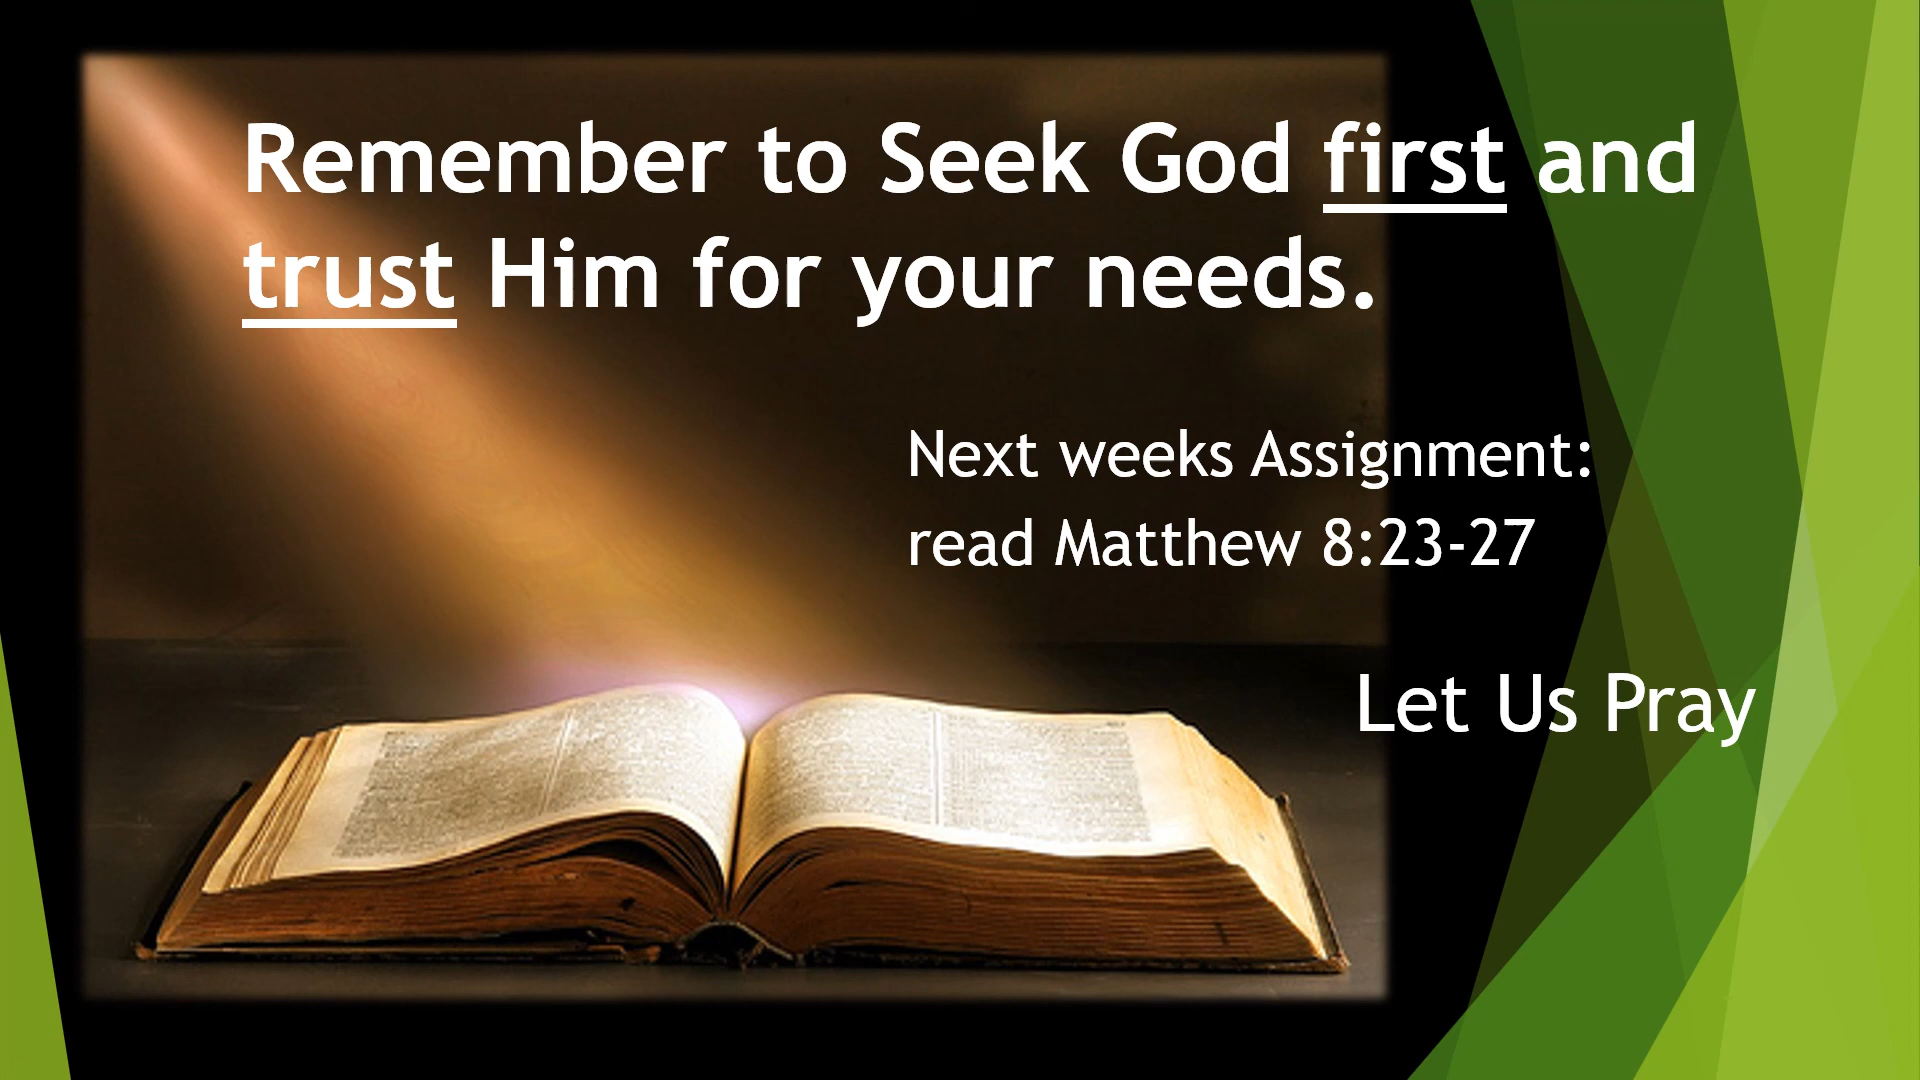 Remember to Seek God first and
trust Him for your needs.
Next weeks Assignment:
read Matthew 8:23-27
Let Us Pray